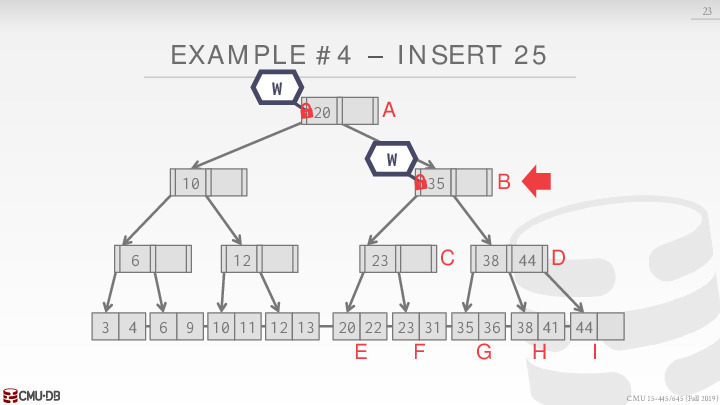 23
EXAMPLE #4 – INSERT 25
W
20 A
W
10
35 B
6
12
23 C
38 44 D
3 4 6 9 10 11 12 13 20 22 23 31 35 36 38 41 44
E F G H I
CMU·DB
CMU 15-445/645 (Fall 2019)